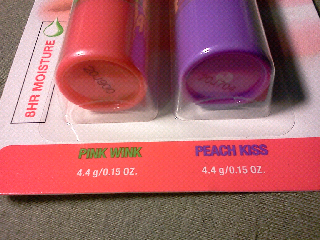 8HR MOISTURE
PINK WINK PEACH KISS
4.4 g/0.15 OZ. 4.4 g/0.15 OZ.